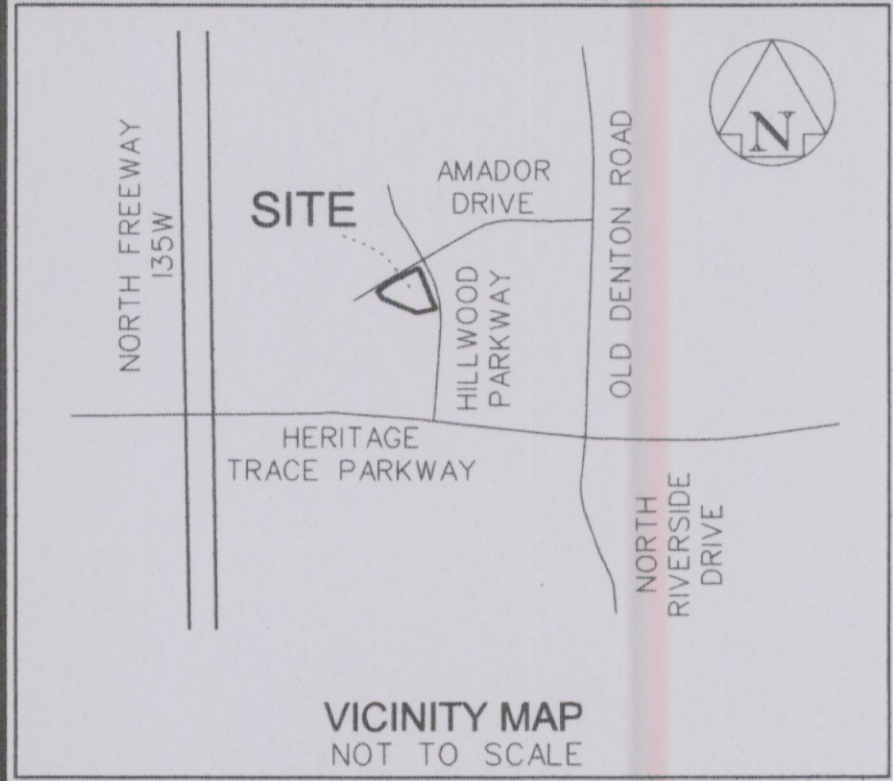 NORTH FREEWAY
135W
SITE
AMADOR
DRIVE
HILLWOOD
PARKWAY
OLD DENTON ROAD
N
HERITAGE
TRACE PARKWAY
NORTH
RIVERSIDE
DRIVE
VICINITY MAP
NOT TO SCALE